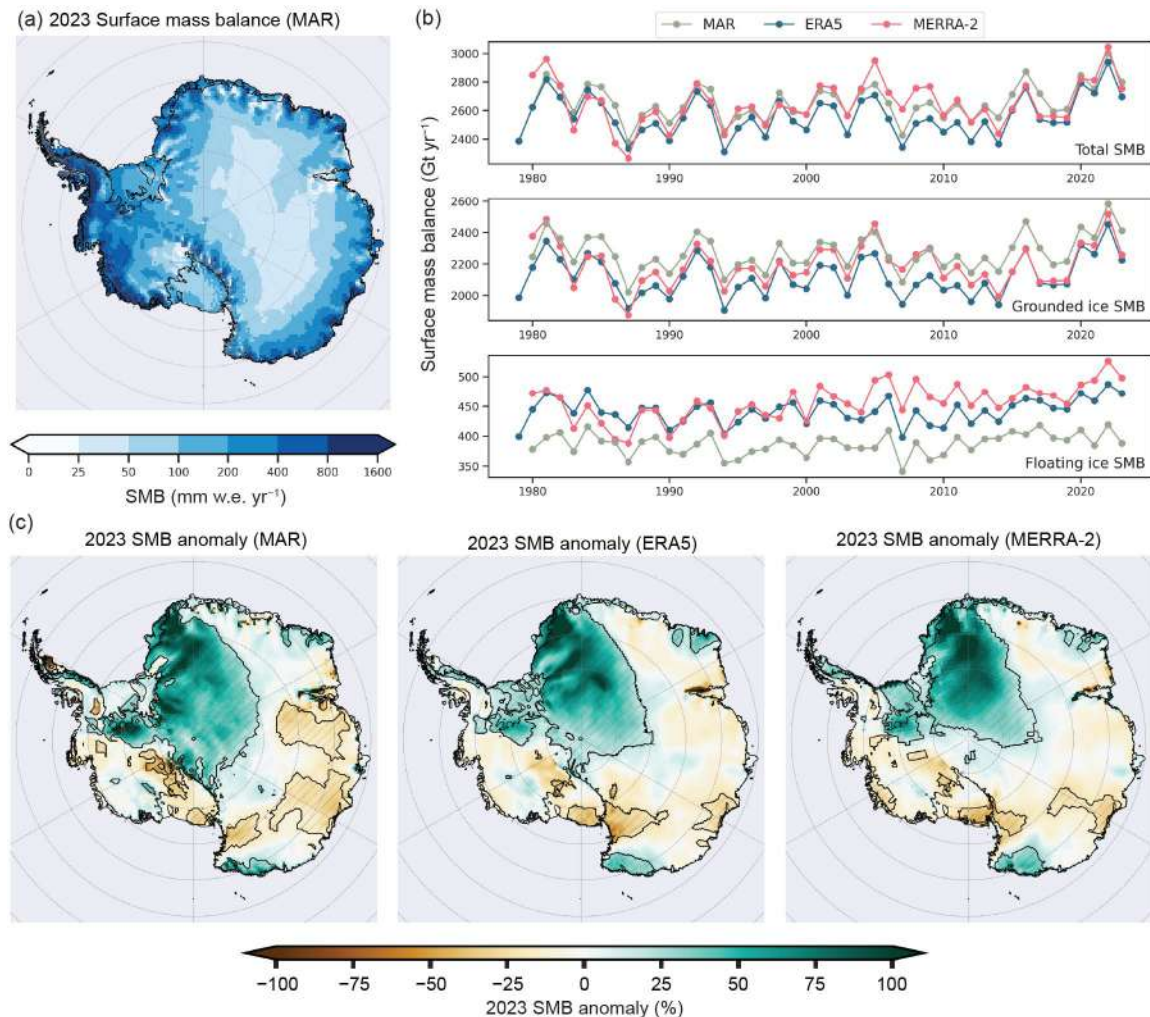 (a) 2023 Surface mass balance (MAR)
0 25 50 100 200 400 800 1600
SMB (mm w.e. yr⁻¹)
(b)
MAR ERA5 MERRA-2
Surface mass balance (Gt yr⁻¹)
3000
2800
2600
2400
Total SMB
1980 1990 2000 2010 2020
2600
2400
2200
2000
Grounded ice SMB
1980 1990 2000 2010 2020
500
450
400
350
Floating ice SMB
1980 1990 2000 2010 2020
(c)
2023 SMB anomaly (MAR)
2023 SMB anomaly (ERA5)
2023 SMB anomaly (MERRA-2)
−100 −75 −50 −25 0 25 50 75 100
2023 SMB anomaly (%)